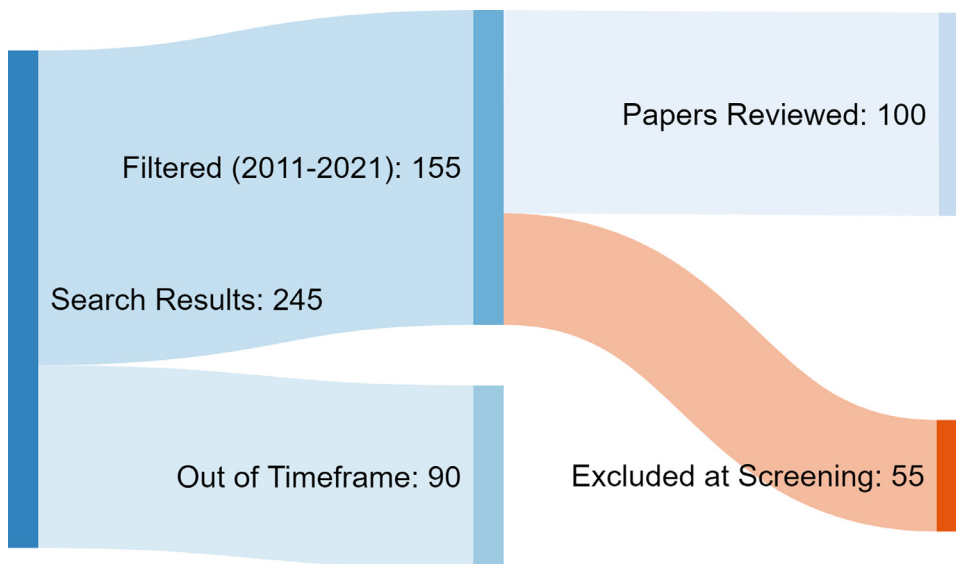 Papers Reviewed: 100
Filtered (2011-2021): 155
Search Results: 245
Out of Timeframe: 90
Excluded at Screening: 55